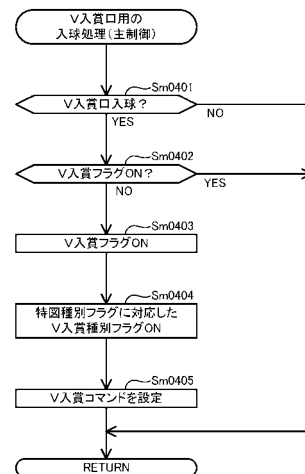 V入賞口用の
入球処理(主制御)
Sm0401
V入賞口入球?
NO
YES
Sm0402
V入賞フラグON?
YES
NO
Sm0403
V入賞フラグON
Sm0404
特図種別フラグに対応した
V入賞種別フラグON
Sm0405
V入賞コマンドを設定
RETURN